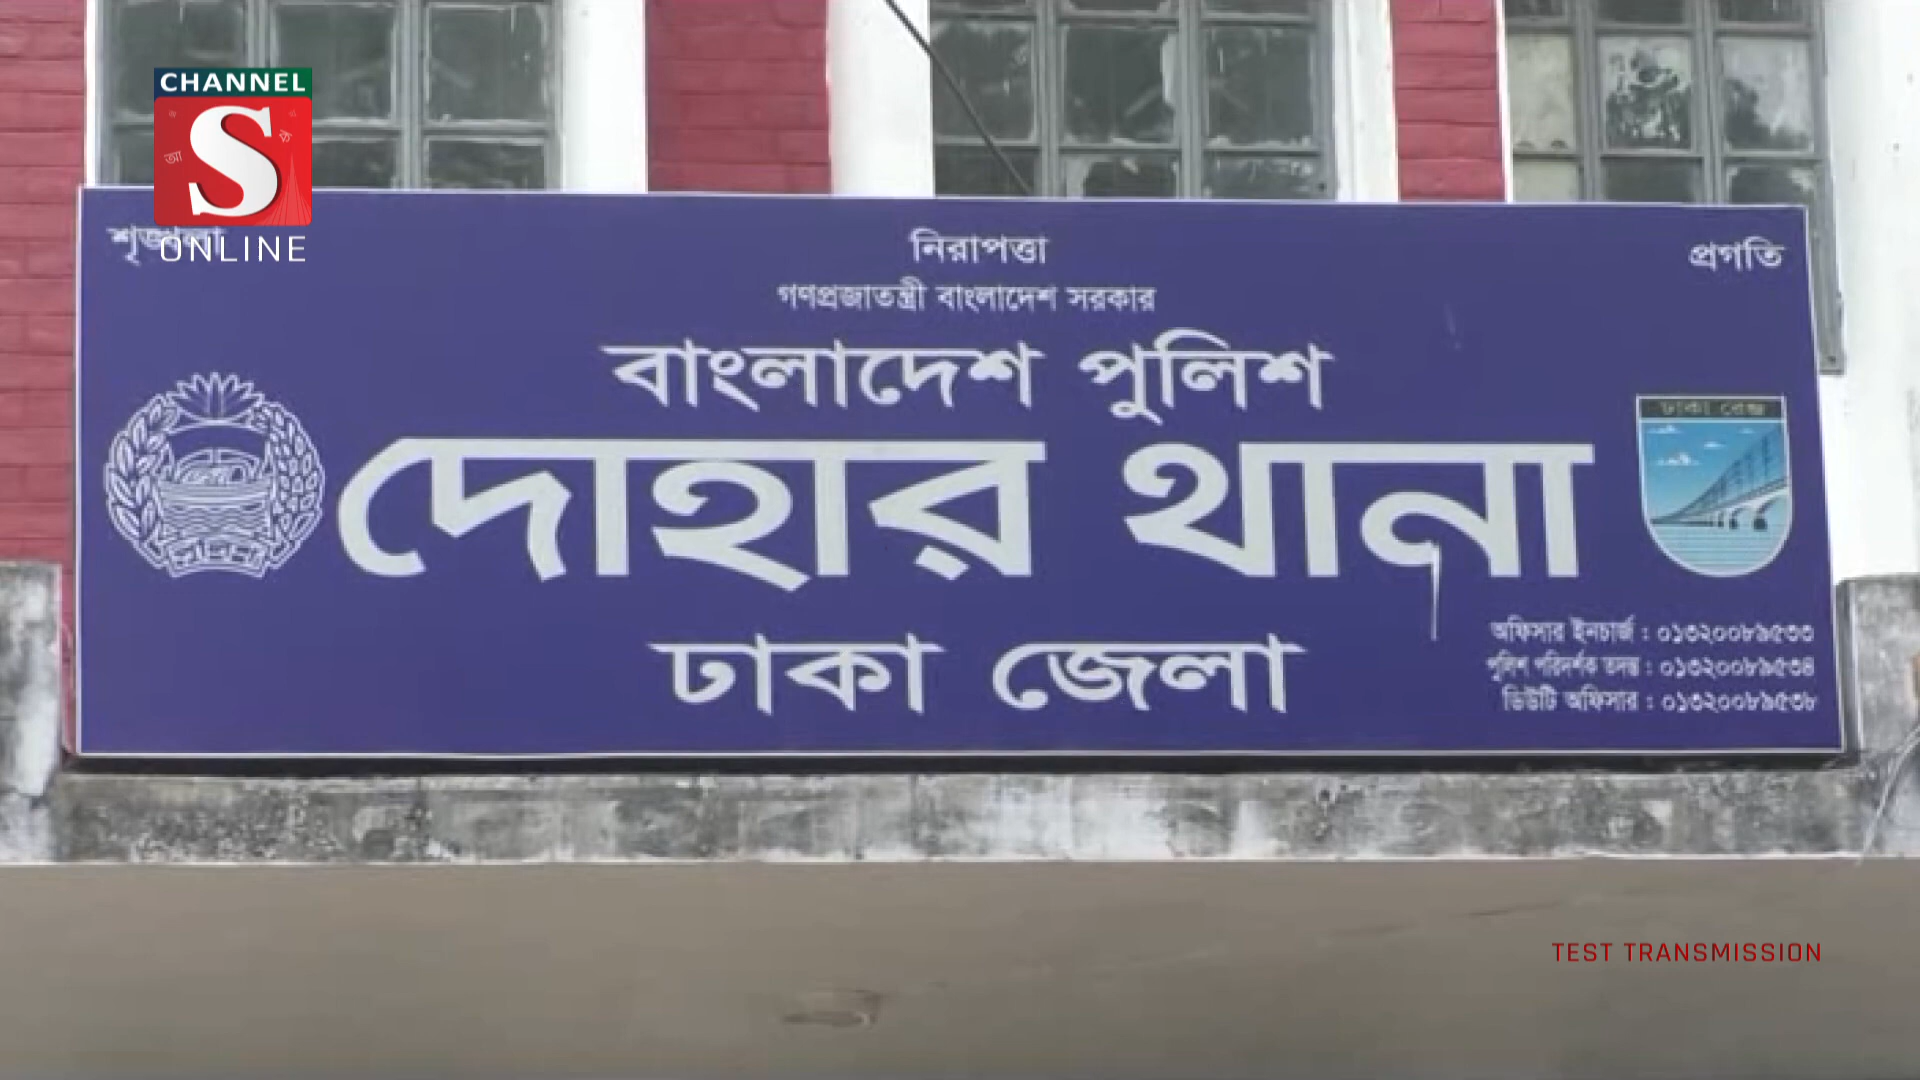 CHANNEL
S
ONLINE
শৃঙ্খলা নিরাপত্তা প্রগতি
গণপ্রজাতন্ত্রী বাংলাদেশ সরকার
বাংলাদেশ পুলিশ
ঢাকা রেঞ্জ
দোহার থানা
পুলিশ
ঢাকা জেলা
অফিসার ইনচার্জ : ০১৩২০০৮৯৫৩৩
পুলিশ পরিদর্শক তদন্ত : ০১৩২০০৮৯৫৩৪
ডিউটি অফিসার : ০১৩২০০৮৯৫৩৮
TEST TRANSMISSION